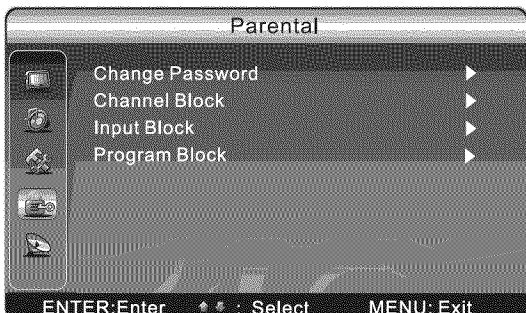 Parental
Change Password
Channel Block
Input Block
Program Block
ENTER:Enter : Select MENU: Exit